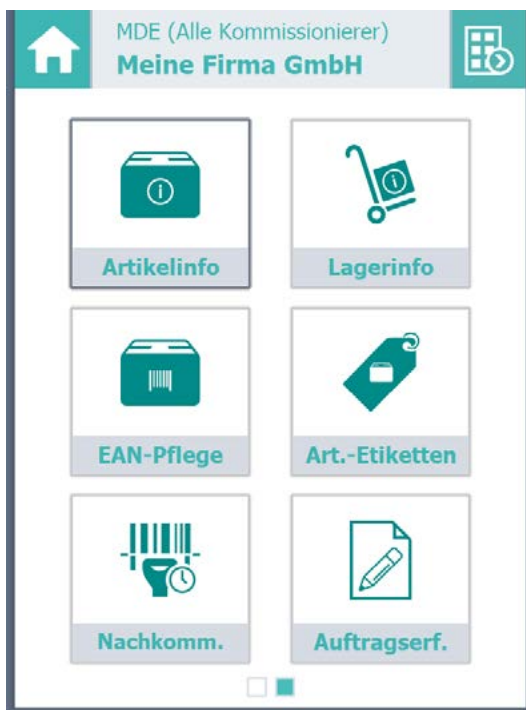 MDE (Alle Kommissionierer)
Meine Firma GmbH
Artikelinfo
Lagerinfo
EAN-Pflege
Art.-Etiketten
Nachkomm.
Auftragserf.